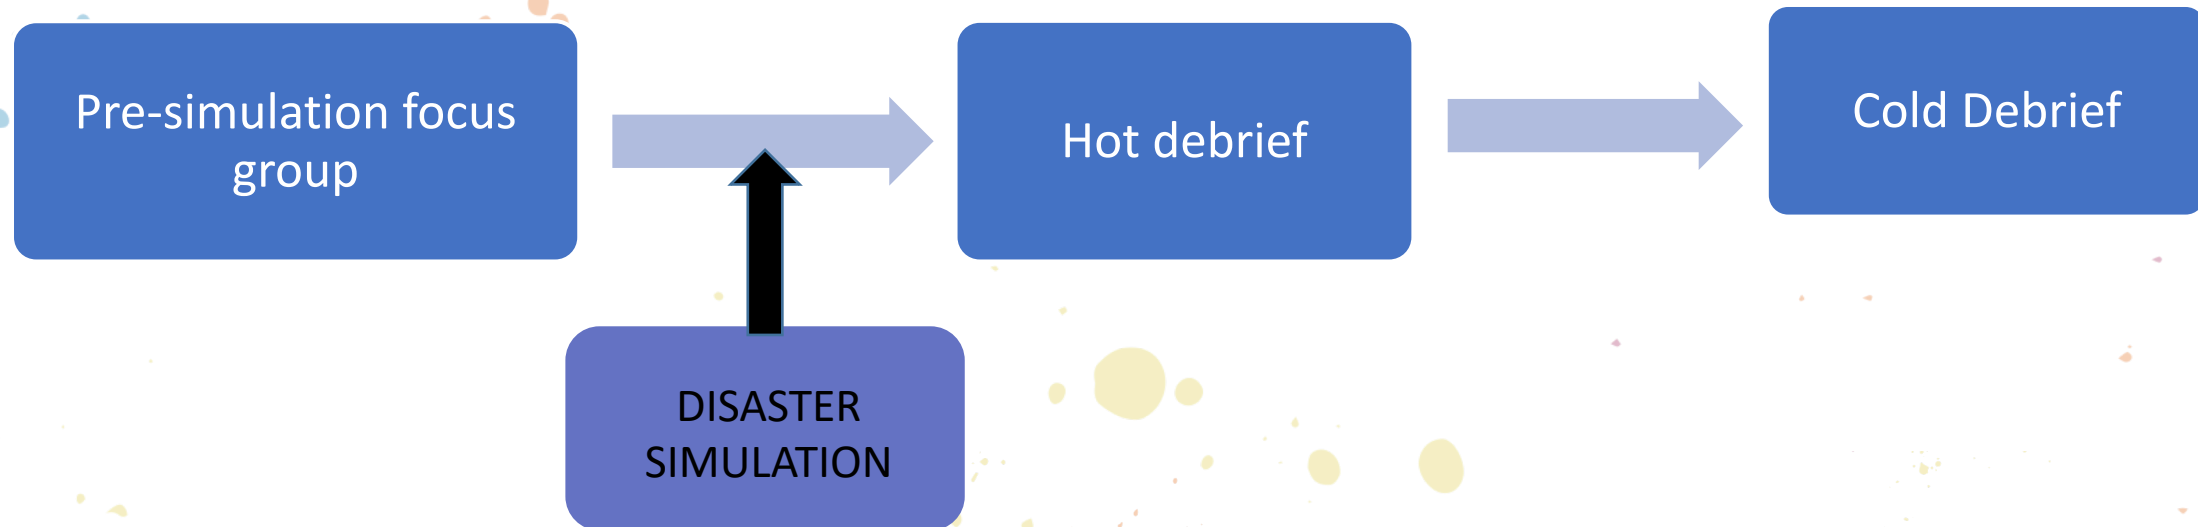 Pre-simulation focus
group
Hot debrief
Cold Debrief
DISASTER
SIMULATION